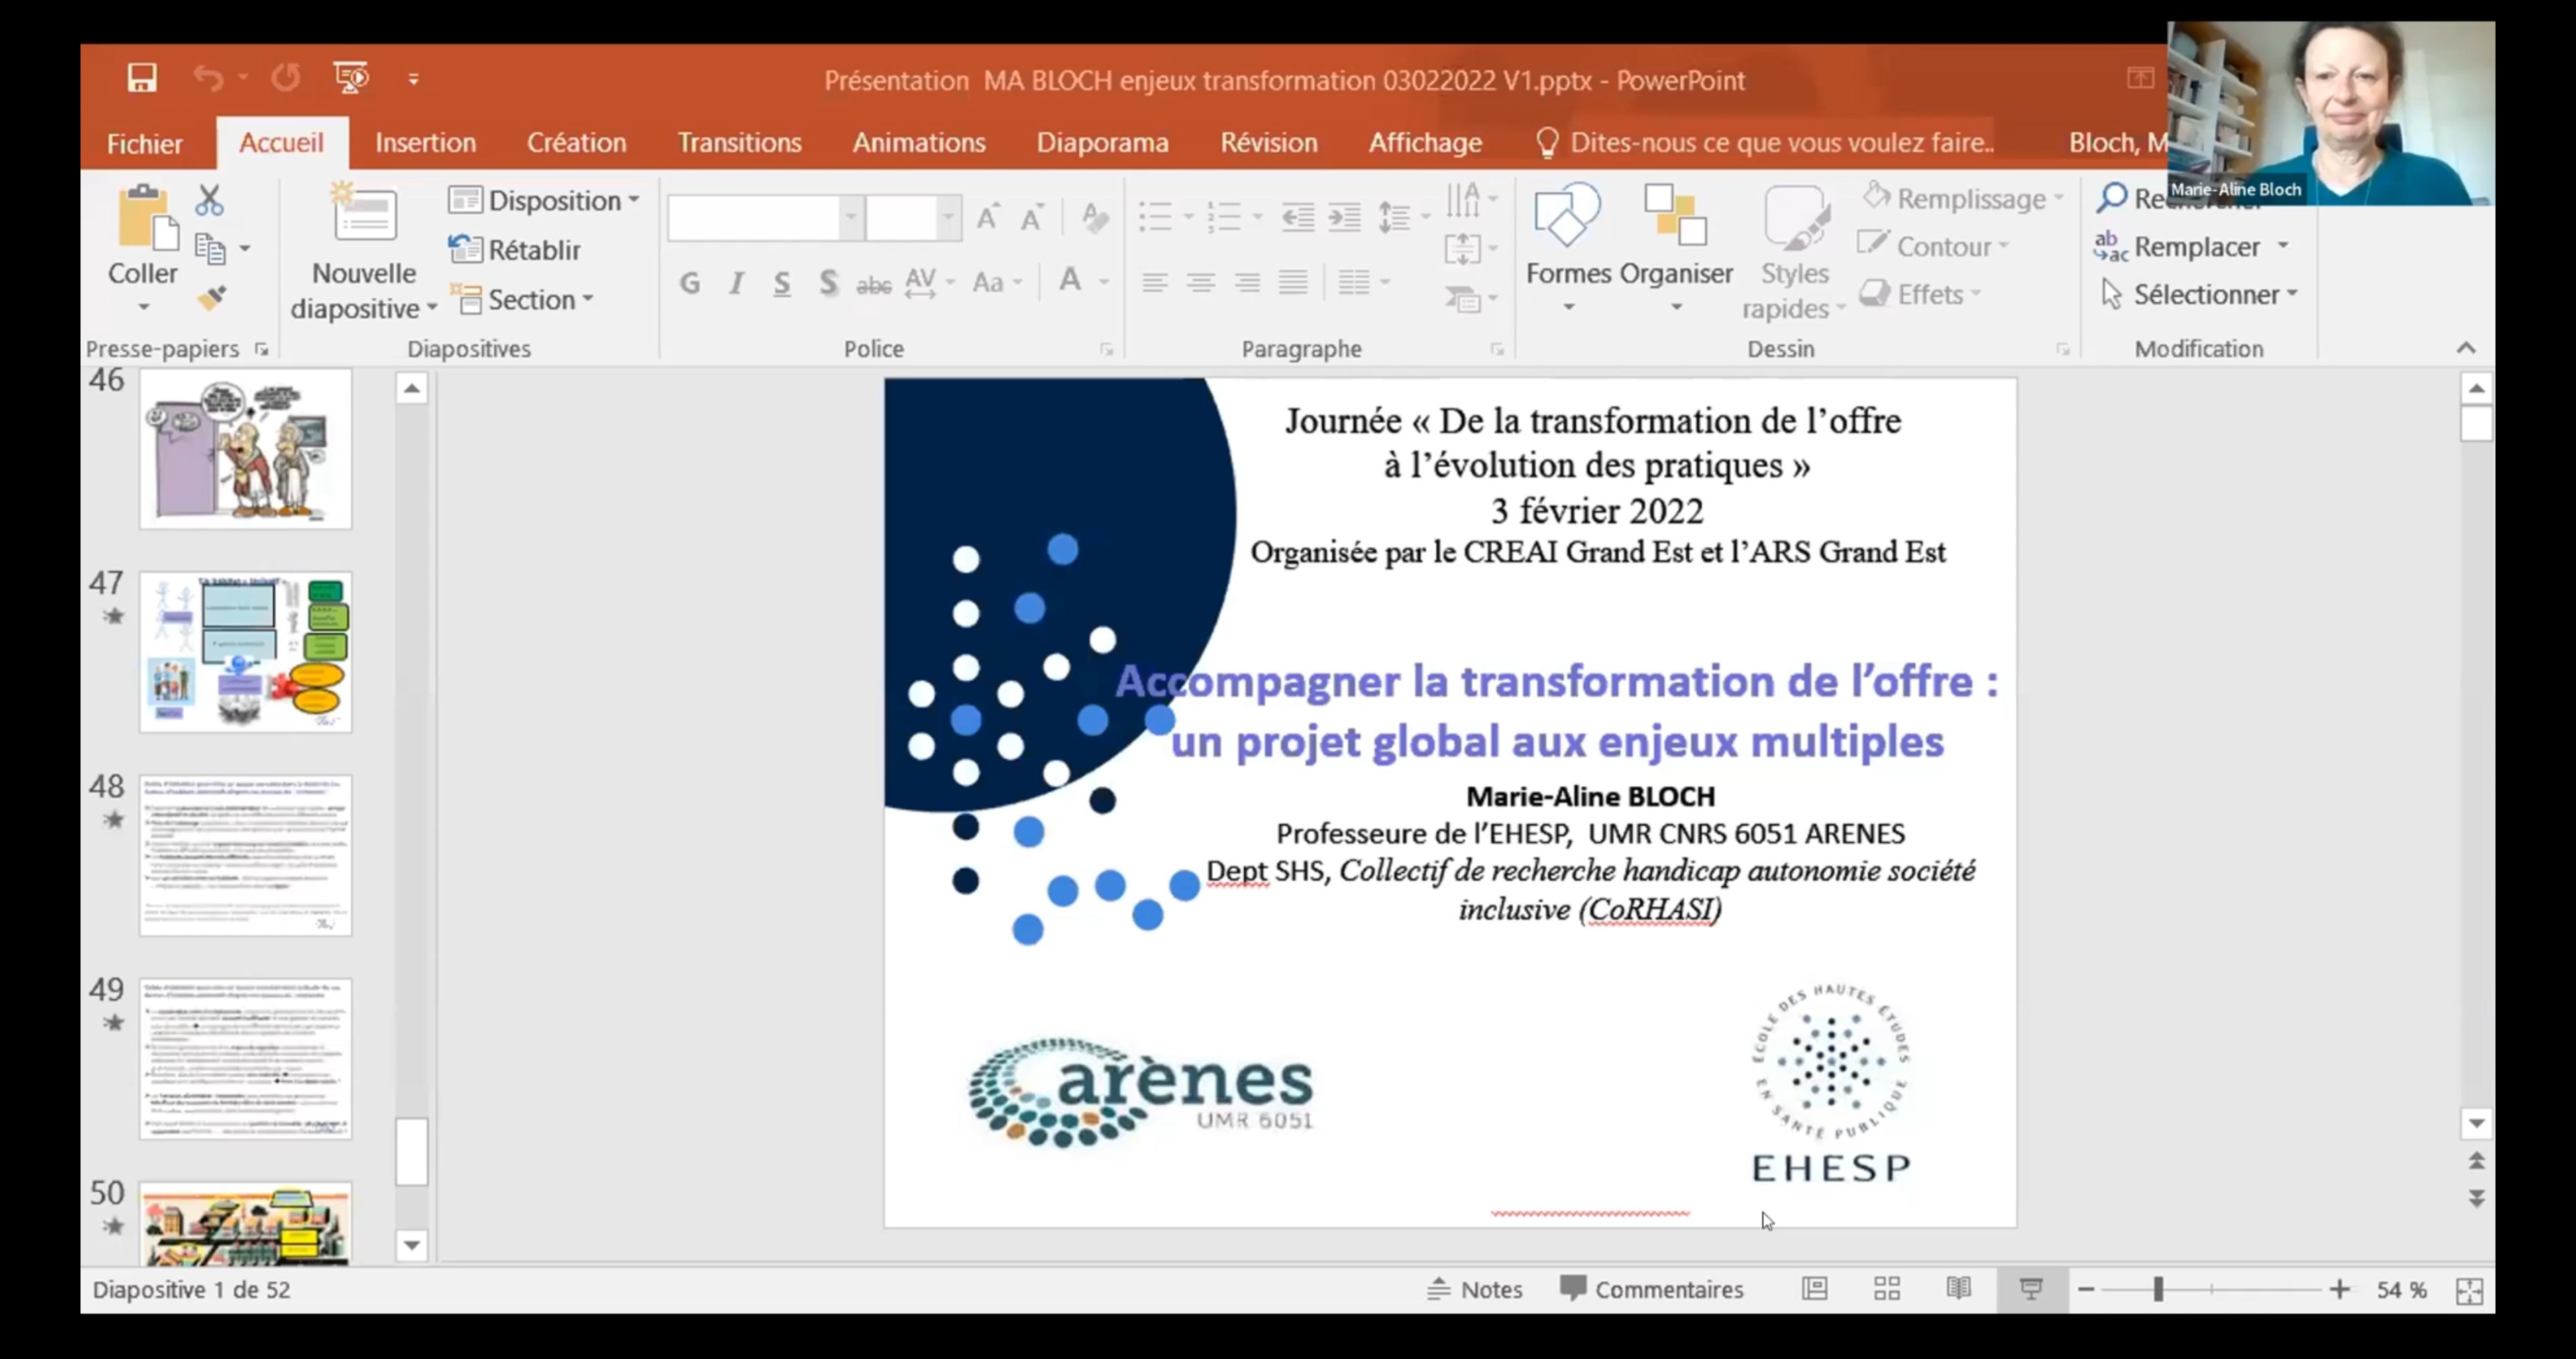 Présentation MA BLOCH enjeux transformation 03022022 V1.pptx - PowerPoint
Fichier Accueil Insertion Création Transitions Animations Diaporama Révision Affichage Dites-nous ce que vous voulez faire.. Bloch, M
Marie-Aline Bloch
Coller
Nouvelle diapositive
Disposition
Rétablir
Section
G I S S abc AV Aa A
Formes Organiser
Styles rapides
Remplissage
Contour
Effets
Remplacer
Sélectionner
Presse-papiers Diapositives Police Paragraphe Dessin Modification
46
47
48
49
50
Journée « De la transformation de l'offre
à l'évolution des pratiques »
3 février 2022
Organisée par le CREAI Grand Est et l'ARS Grand Est
Accompagner la transformation de l'offre :
un projet global aux enjeux multiples
Marie-Aline BLOCH
Professeure de l'EHESP, UMR CNRS 6051 ARENES
Dept SHS, Collectif de recherche handicap autonomie société
inclusive (CoRHASI)
arènes
UMR 6051
ÉCOLE DES HAUTES ÉTUDES
EN SANTÉ PUBLIQUE
EHESP
Diapositive 1 de 52 Notes Commentaires 54 %